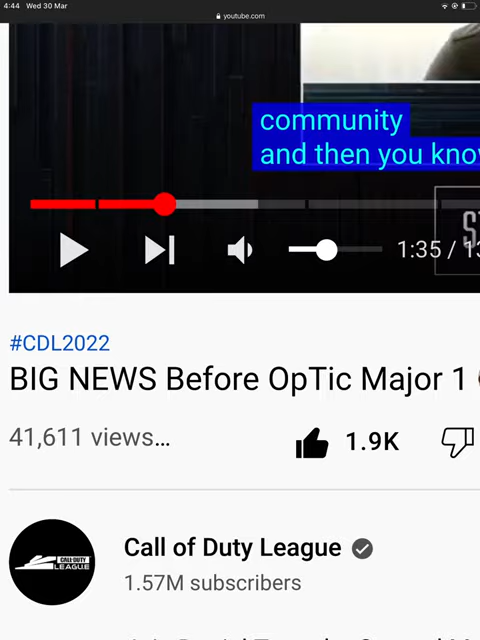 4:44 Wed 30 Mar
youtube.com
community
and then you know
1:35 / 13
#CDL2022
BIG NEWS Before OpTic Major 1
41,611 views...
1.9K
CALL OF DUTY
LEAGUE
Call of Duty League
1.57M subscribers